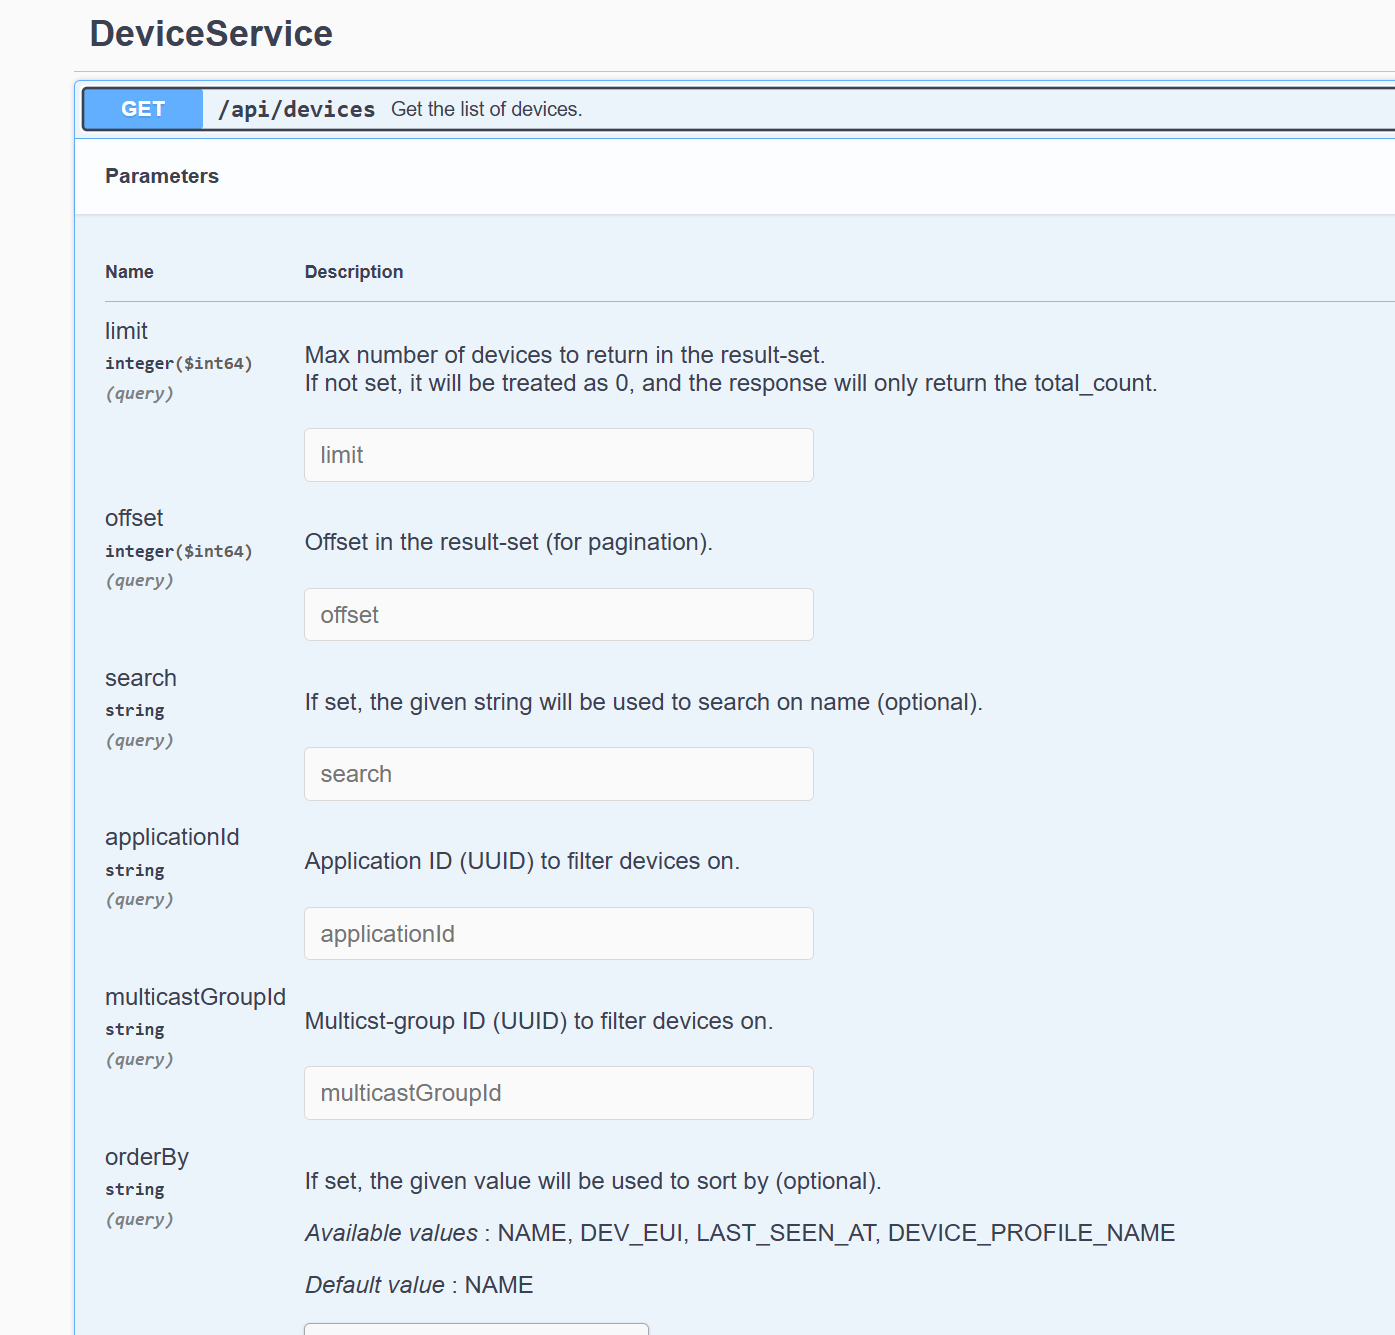 DeviceService
GET /api/devices Get the list of devices.
Parameters
Name Description
limit
integer($int64)
(query)
Max number of devices to return in the result-set.
If not set, it will be treated as 0, and the response will only return the total_count.
limit
offset
integer($int64)
(query)
Offset in the result-set (for pagination).
offset
search
string
(query)
If set, the given string will be used to search on name (optional).
search
applicationId
string
(query)
Application ID (UUID) to filter devices on.
applicationId
multicastGroupId
string
(query)
Multicst-group ID (UUID) to filter devices on.
multicastGroupId
orderBy
string
(query)
If set, the given value will be used to sort by (optional).
Available values : NAME, DEV_EUI, LAST_SEEN_AT, DEVICE_PROFILE_NAME
Default value : NAME